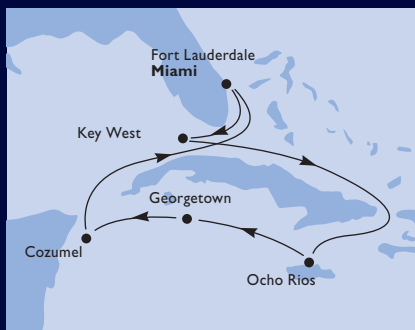 Fort Lauderdale
Miami
Key West
Georgetown
Cozumel
Ocho Rios